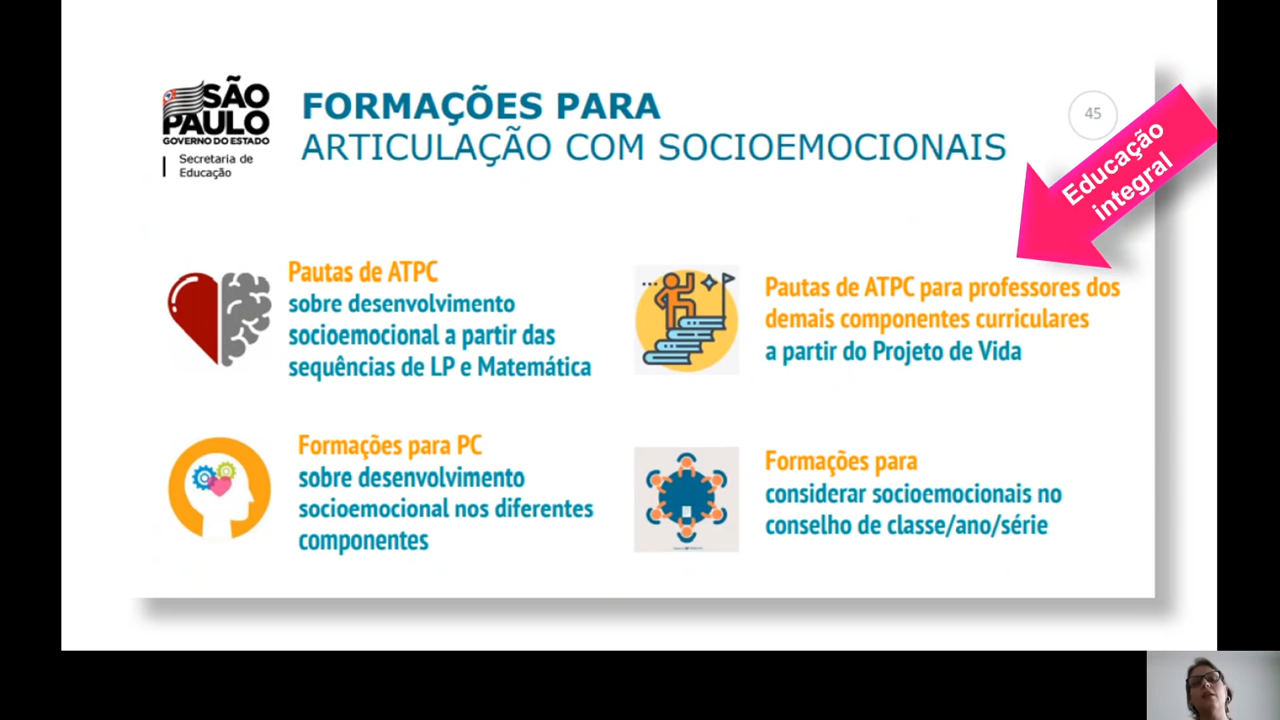 SÃO
PAULO
GOVERNO DO ESTADO
Secretaria de
Educação
FORMAÇÕES PARA
ARTICULAÇÃO COM SOCIOEMOCIONAIS
45
Educação
integral
Pautas de ATPC
sobre desenvolvimento
socioemocional a partir das
sequências de LP e Matemática
Pautas de ATPC para professores dos
demais componentes curriculares
a partir do Projeto de Vida
Formações para PC
sobre desenvolvimento
socioemocional nos diferentes
componentes
Formações para
considerar socioemocionais no
conselho de classe/ano/série